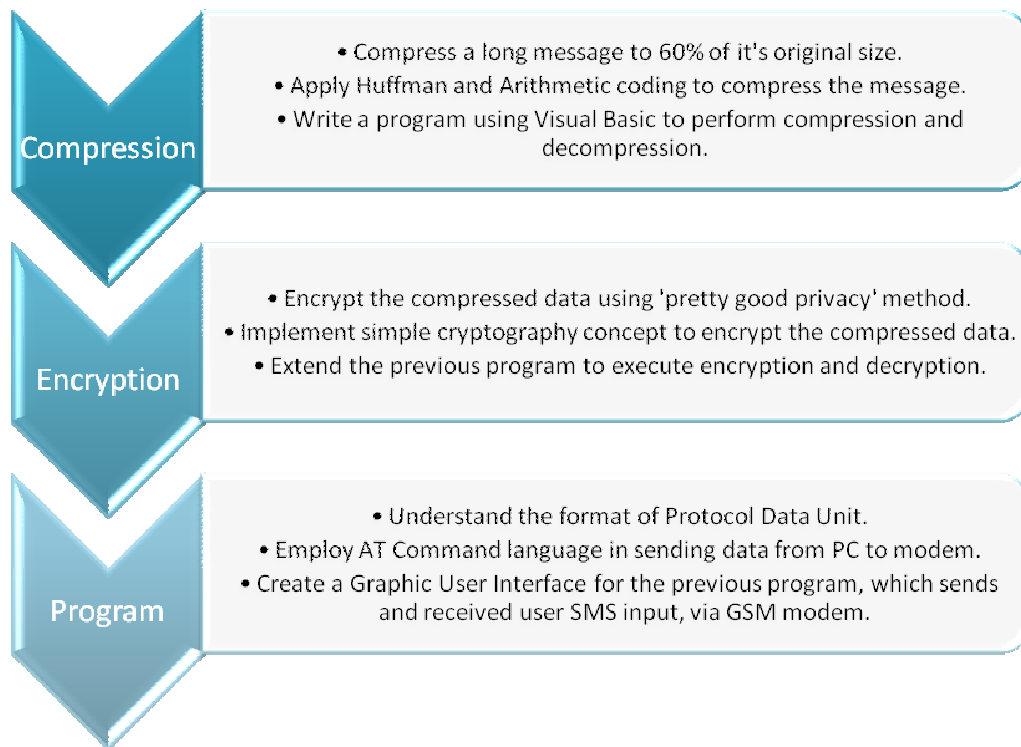 Compression
• Compress a long message to 60% of it's original size.
• Apply Huffman and Arithmetic coding to compress the message.
• Write a program using Visual Basic to perform compression and
decompression.
Encryption
• Encrypt the compressed data using 'pretty good privacy' method.
• Implement simple cryptography concept to encrypt the compressed data.
• Extend the previous program to execute encryption and decryption.
Program
• Understand the format of Protocol Data Unit.
• Employ AT Command language in sending data from PC to modem.
• Create a Graphic User Interface for the previous program, which sends
and received user SMS input, via GSM modem.